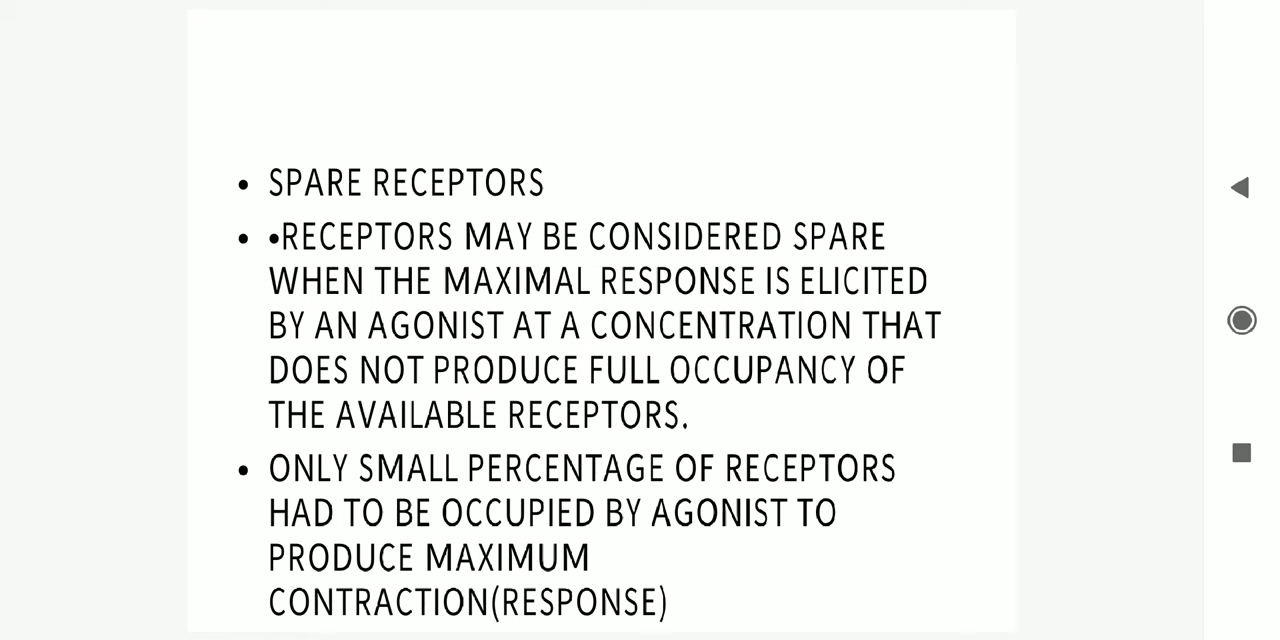 • SPARE RECEPTORS
• •RECEPTORS MAY BE CONSIDERED SPARE
WHEN THE MAXIMAL RESPONSE IS ELICITED
BY AN AGONIST AT A CONCENTRATION THAT
DOES NOT PRODUCE FULL OCCUPANCY OF
THE AVAILABLE RECEPTORS.
• ONLY SMALL PERCENTAGE OF RECEPTORS
HAD TO BE OCCUPIED BY AGONIST TO
PRODUCE MAXIMUM
CONTRACTION(RESPONSE)